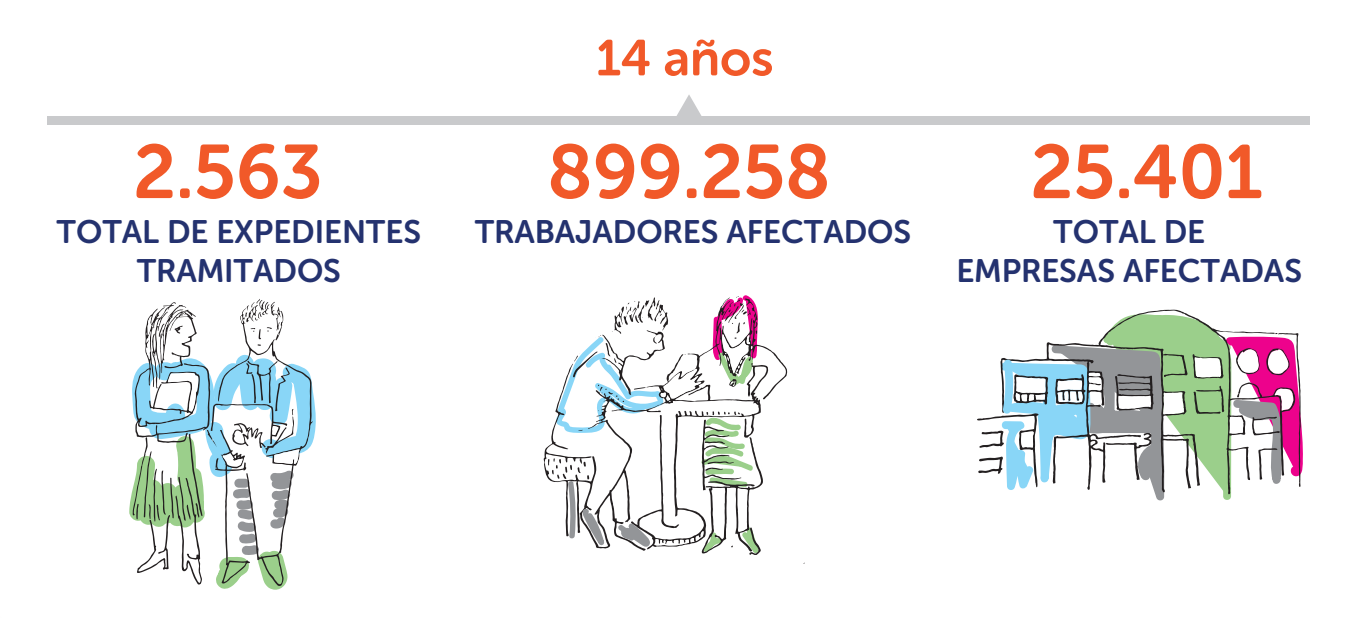 14 años
2.563
TOTAL DE EXPEDIENTES
TRAMITADOS
899.258
TRABAJADORES AFECTADOS
25.401
TOTAL DE
EMPRESAS AFECTADAS